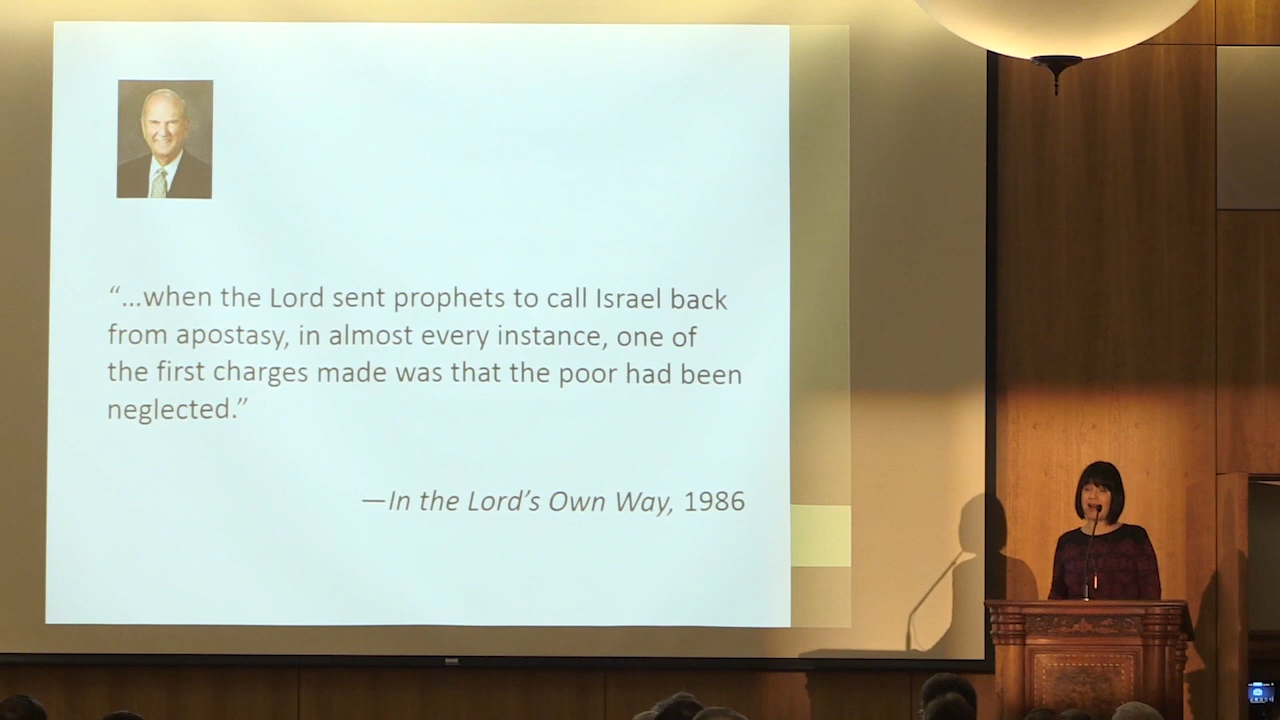 “...when the Lord sent prophets to call Israel back
from apostasy, in almost every instance, one of
the first charges made was that the poor had been
neglected.”
—In the Lord’s Own Way, 1986